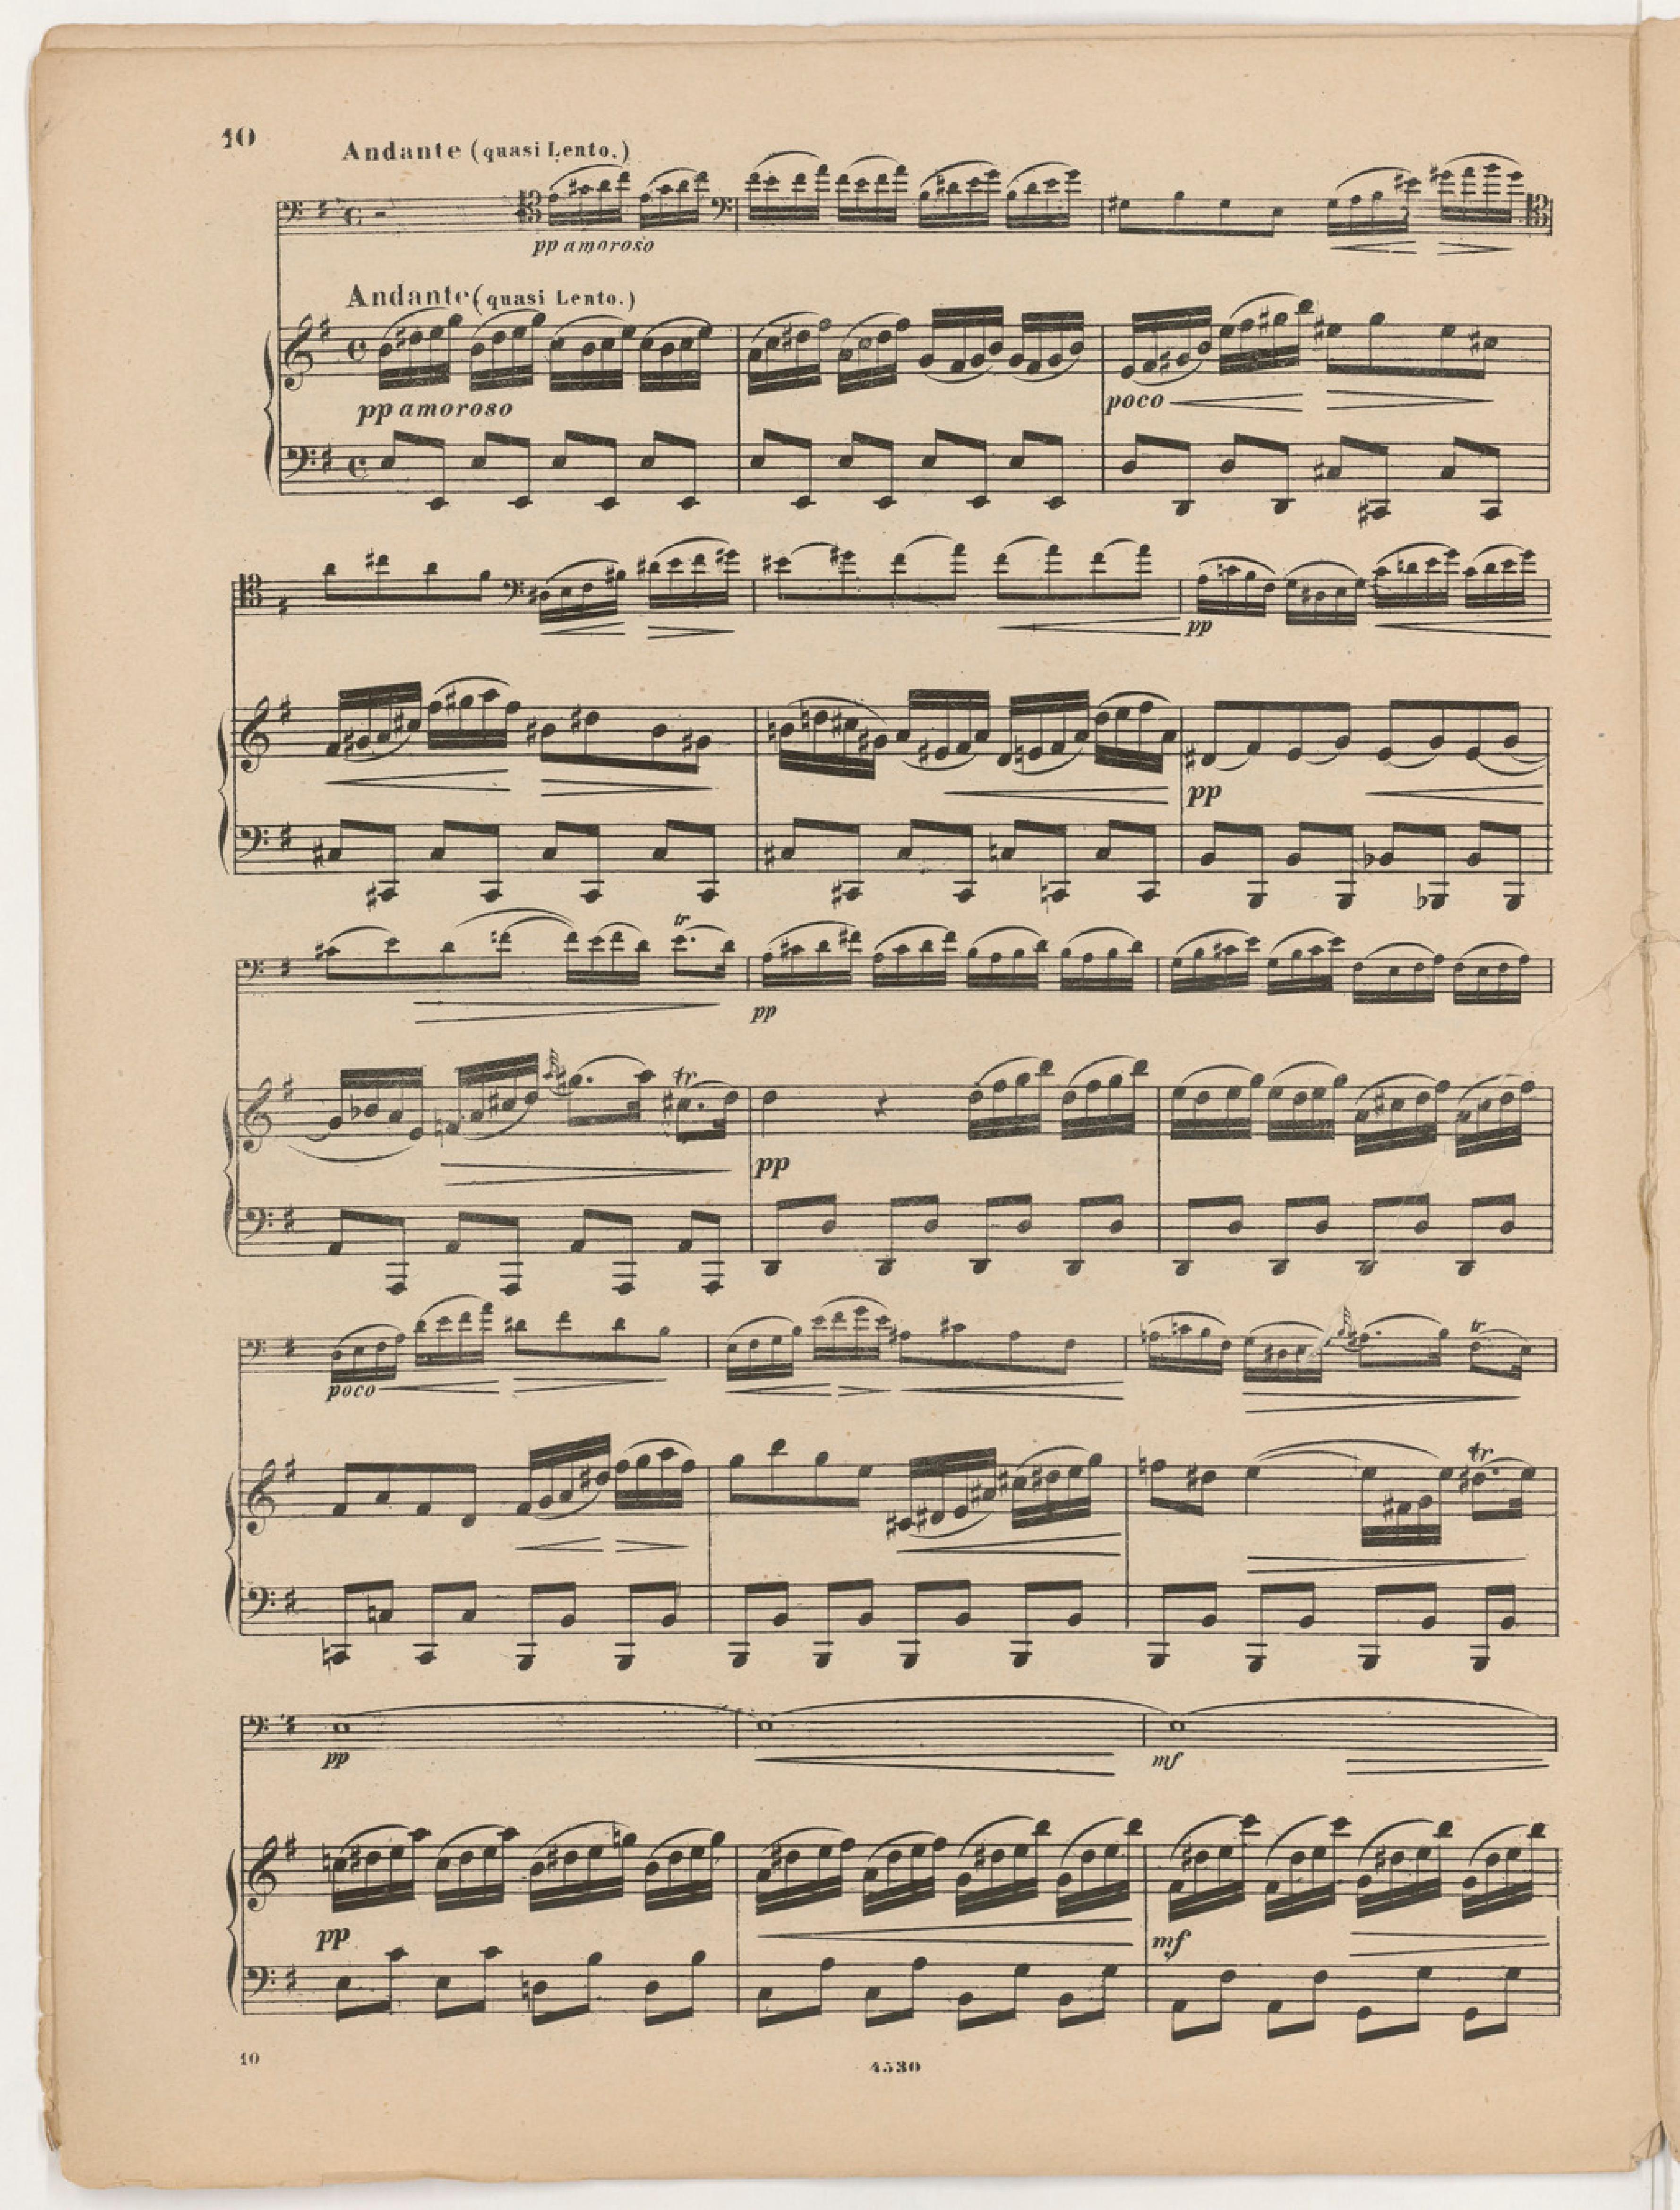 10
Andante (quasi Lento.)
pp amoroso
Andante (quasi Lento.)
pp amoroso
poco
pp
pp
tr
pp
tr
pp
poco
tr
tr
pp
mf
pp
mf
10
4530